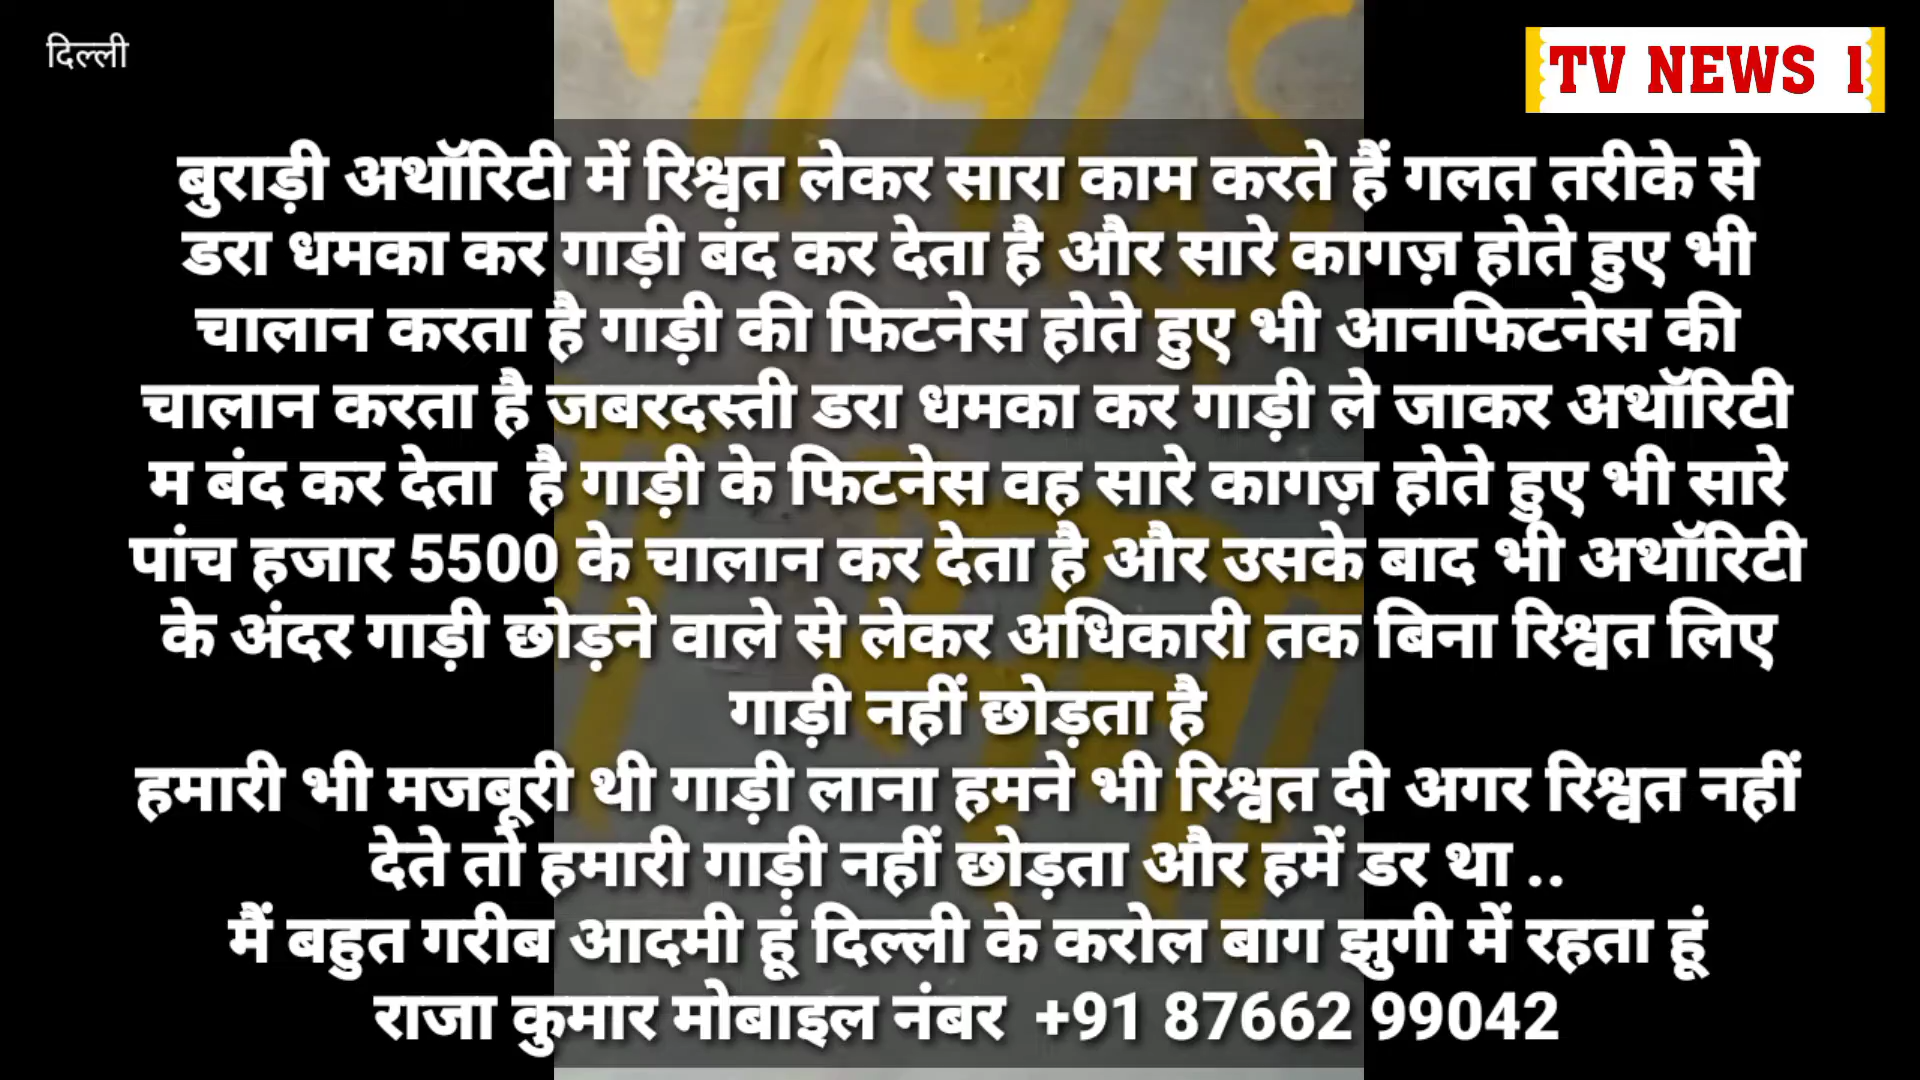 दिल्ली
TV NEWS 1
बुराड़ी अथॉरिटी में रिश्वत लेकर सारा काम करते हैं गलत तरीके से
डरा धमका कर गाड़ी बंद कर देता है और सारे कागज़ होते हुए भी
चालान करता है गाड़ी की फिटनेस होते हुए भी आनफिटनेस की
चालान करता है जबरदस्ती डरा धमका कर गाड़ी ले जाकर अथॉरिटी
म बंद कर देता है गाड़ी के फिटनेस वह सारे कागज़ होते हुए भी सारे
पांच हजार 5500 के चालान कर देता है और उसके बाद भी अथॉरिटी
के अंदर गाड़ी छोड़ने वाले से लेकर अधिकारी तक बिना रिश्वत लिए
गाड़ी नहीं छोड़ता है
हमारी भी मजबूरी थी गाड़ी लाना हमने भी रिश्वत दी अगर रिश्वत नहीं
देते तो हमारी गाड़ी नहीं छोड़ता और हमें डर था ..
मैं बहुत गरीब आदमी हूं दिल्ली के करोल बाग झुगी में रहता हूं
राजा कुमार मोबाइल नंबर +91 87662 99042